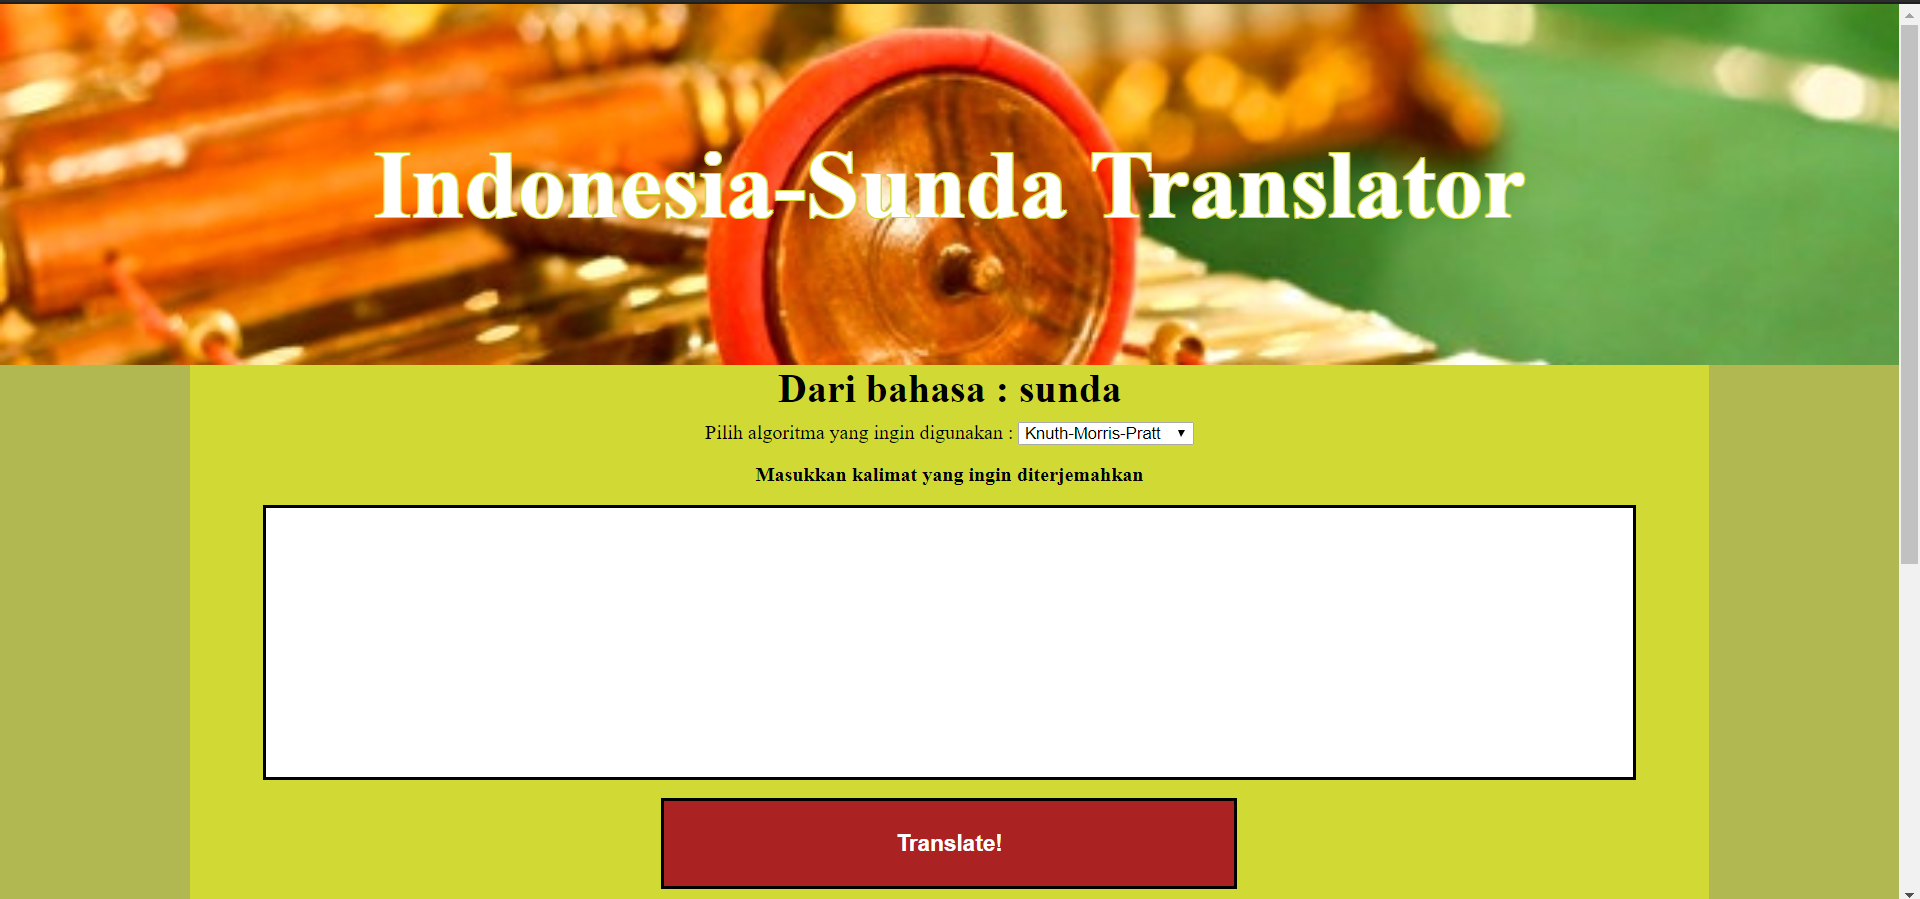 Indonesia-Sunda Translator
Dari bahasa : sunda
Pilih algoritma yang ingin digunakan : Knuth-Morris-Pratt
Masukkan kalimat yang ingin diterjemahkan
Translate!